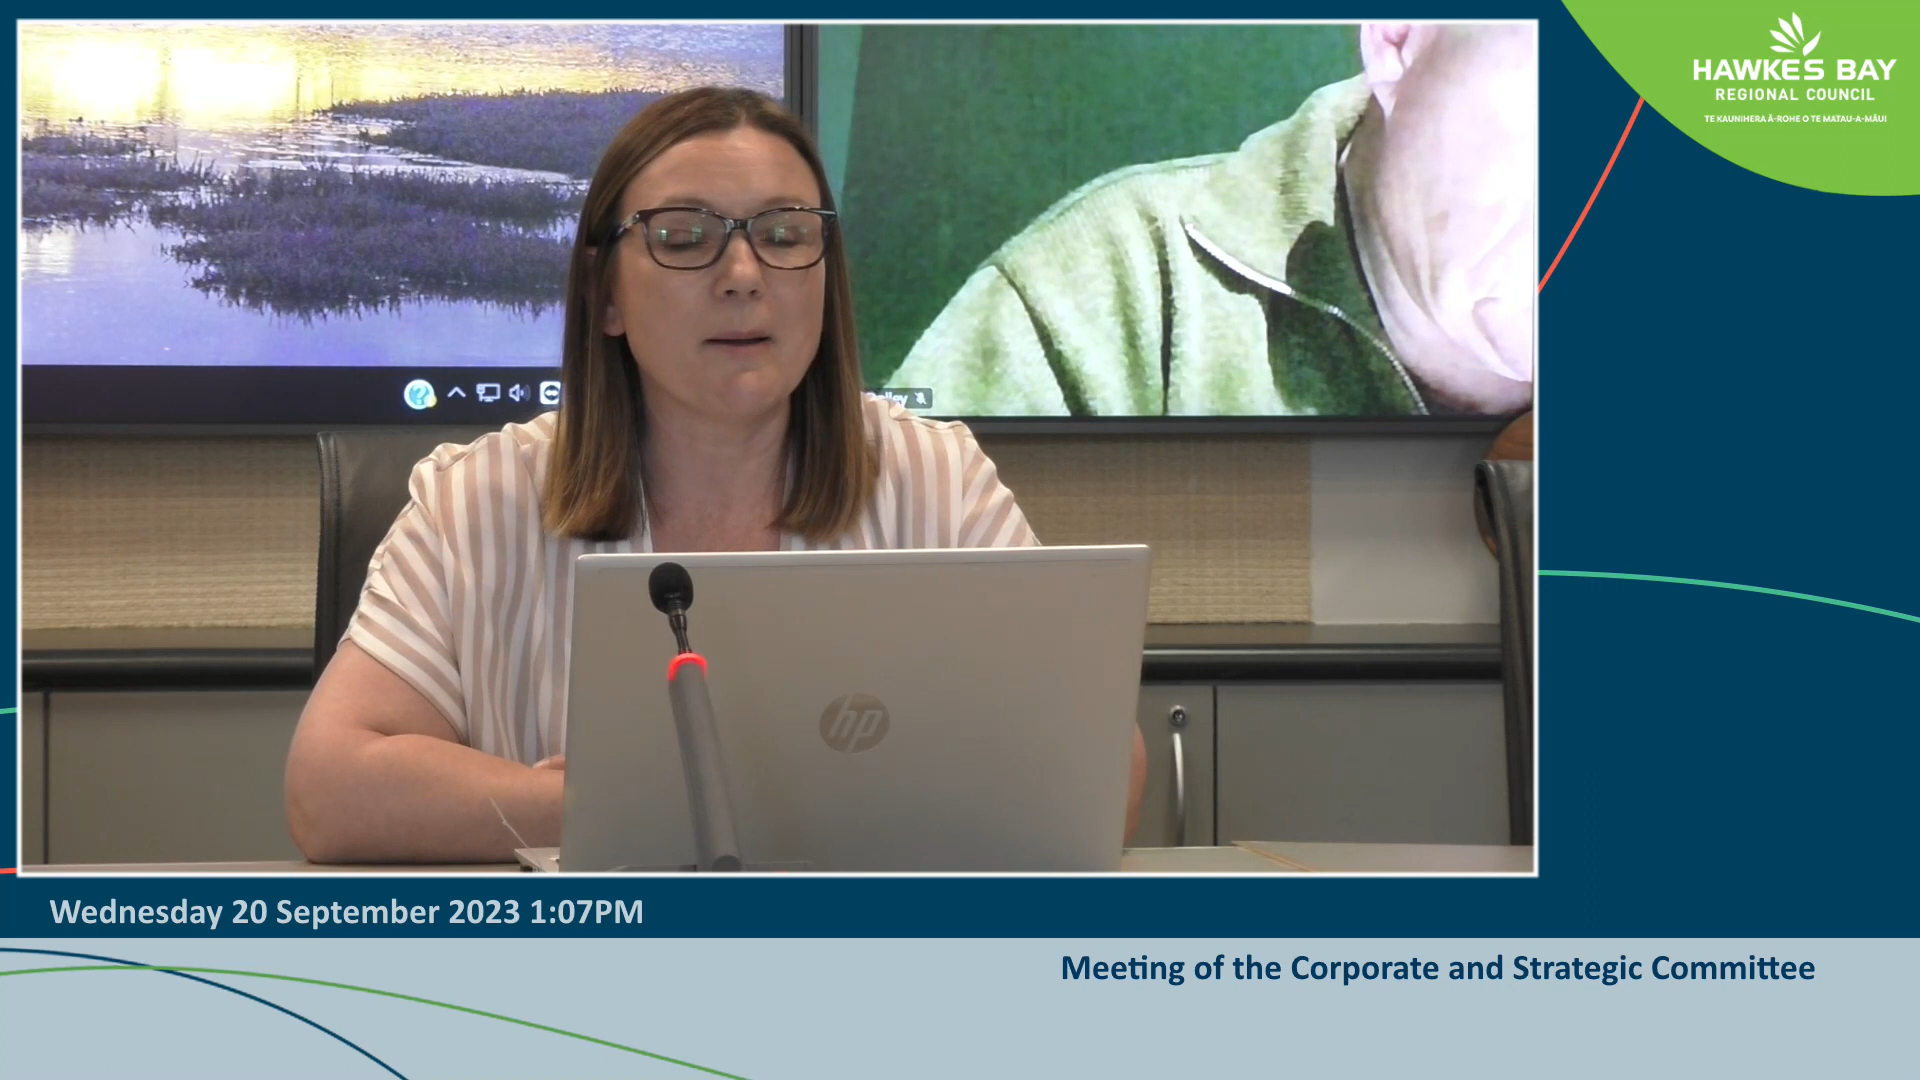 HAWKE'S BAY
REGIONAL COUNCIL
TE KAUNIHERA Ā-ROHE O TE MATAU-A-MĀUI
hp
Wednesday 20 September 2023 1:07PM
Meeting of the Corporate and Strategic Committee